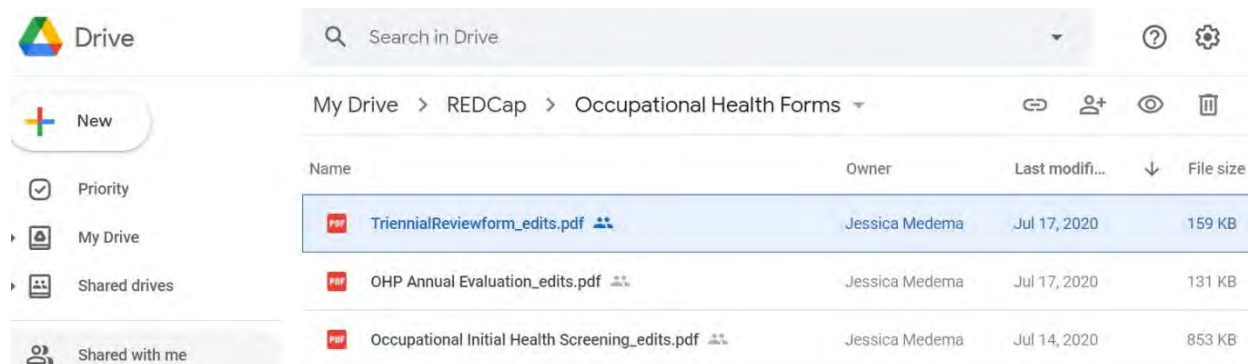 Drive
Search in Drive
New
My Drive > REDCap > Occupational Health Forms
Name Owner Last modifi... File size
Priority
PDF TriennialReviewform_edits.pdf Jessica Medema Jul 17, 2020 159 KB
My Drive
PDF OHP Annual Evaluation_edits.pdf Jessica Medema Jul 17, 2020 131 KB
Shared drives
PDF Occupational Initial Health Screening_edits.pdf Jessica Medema Jul 14, 2020 853 KB
Shared with me